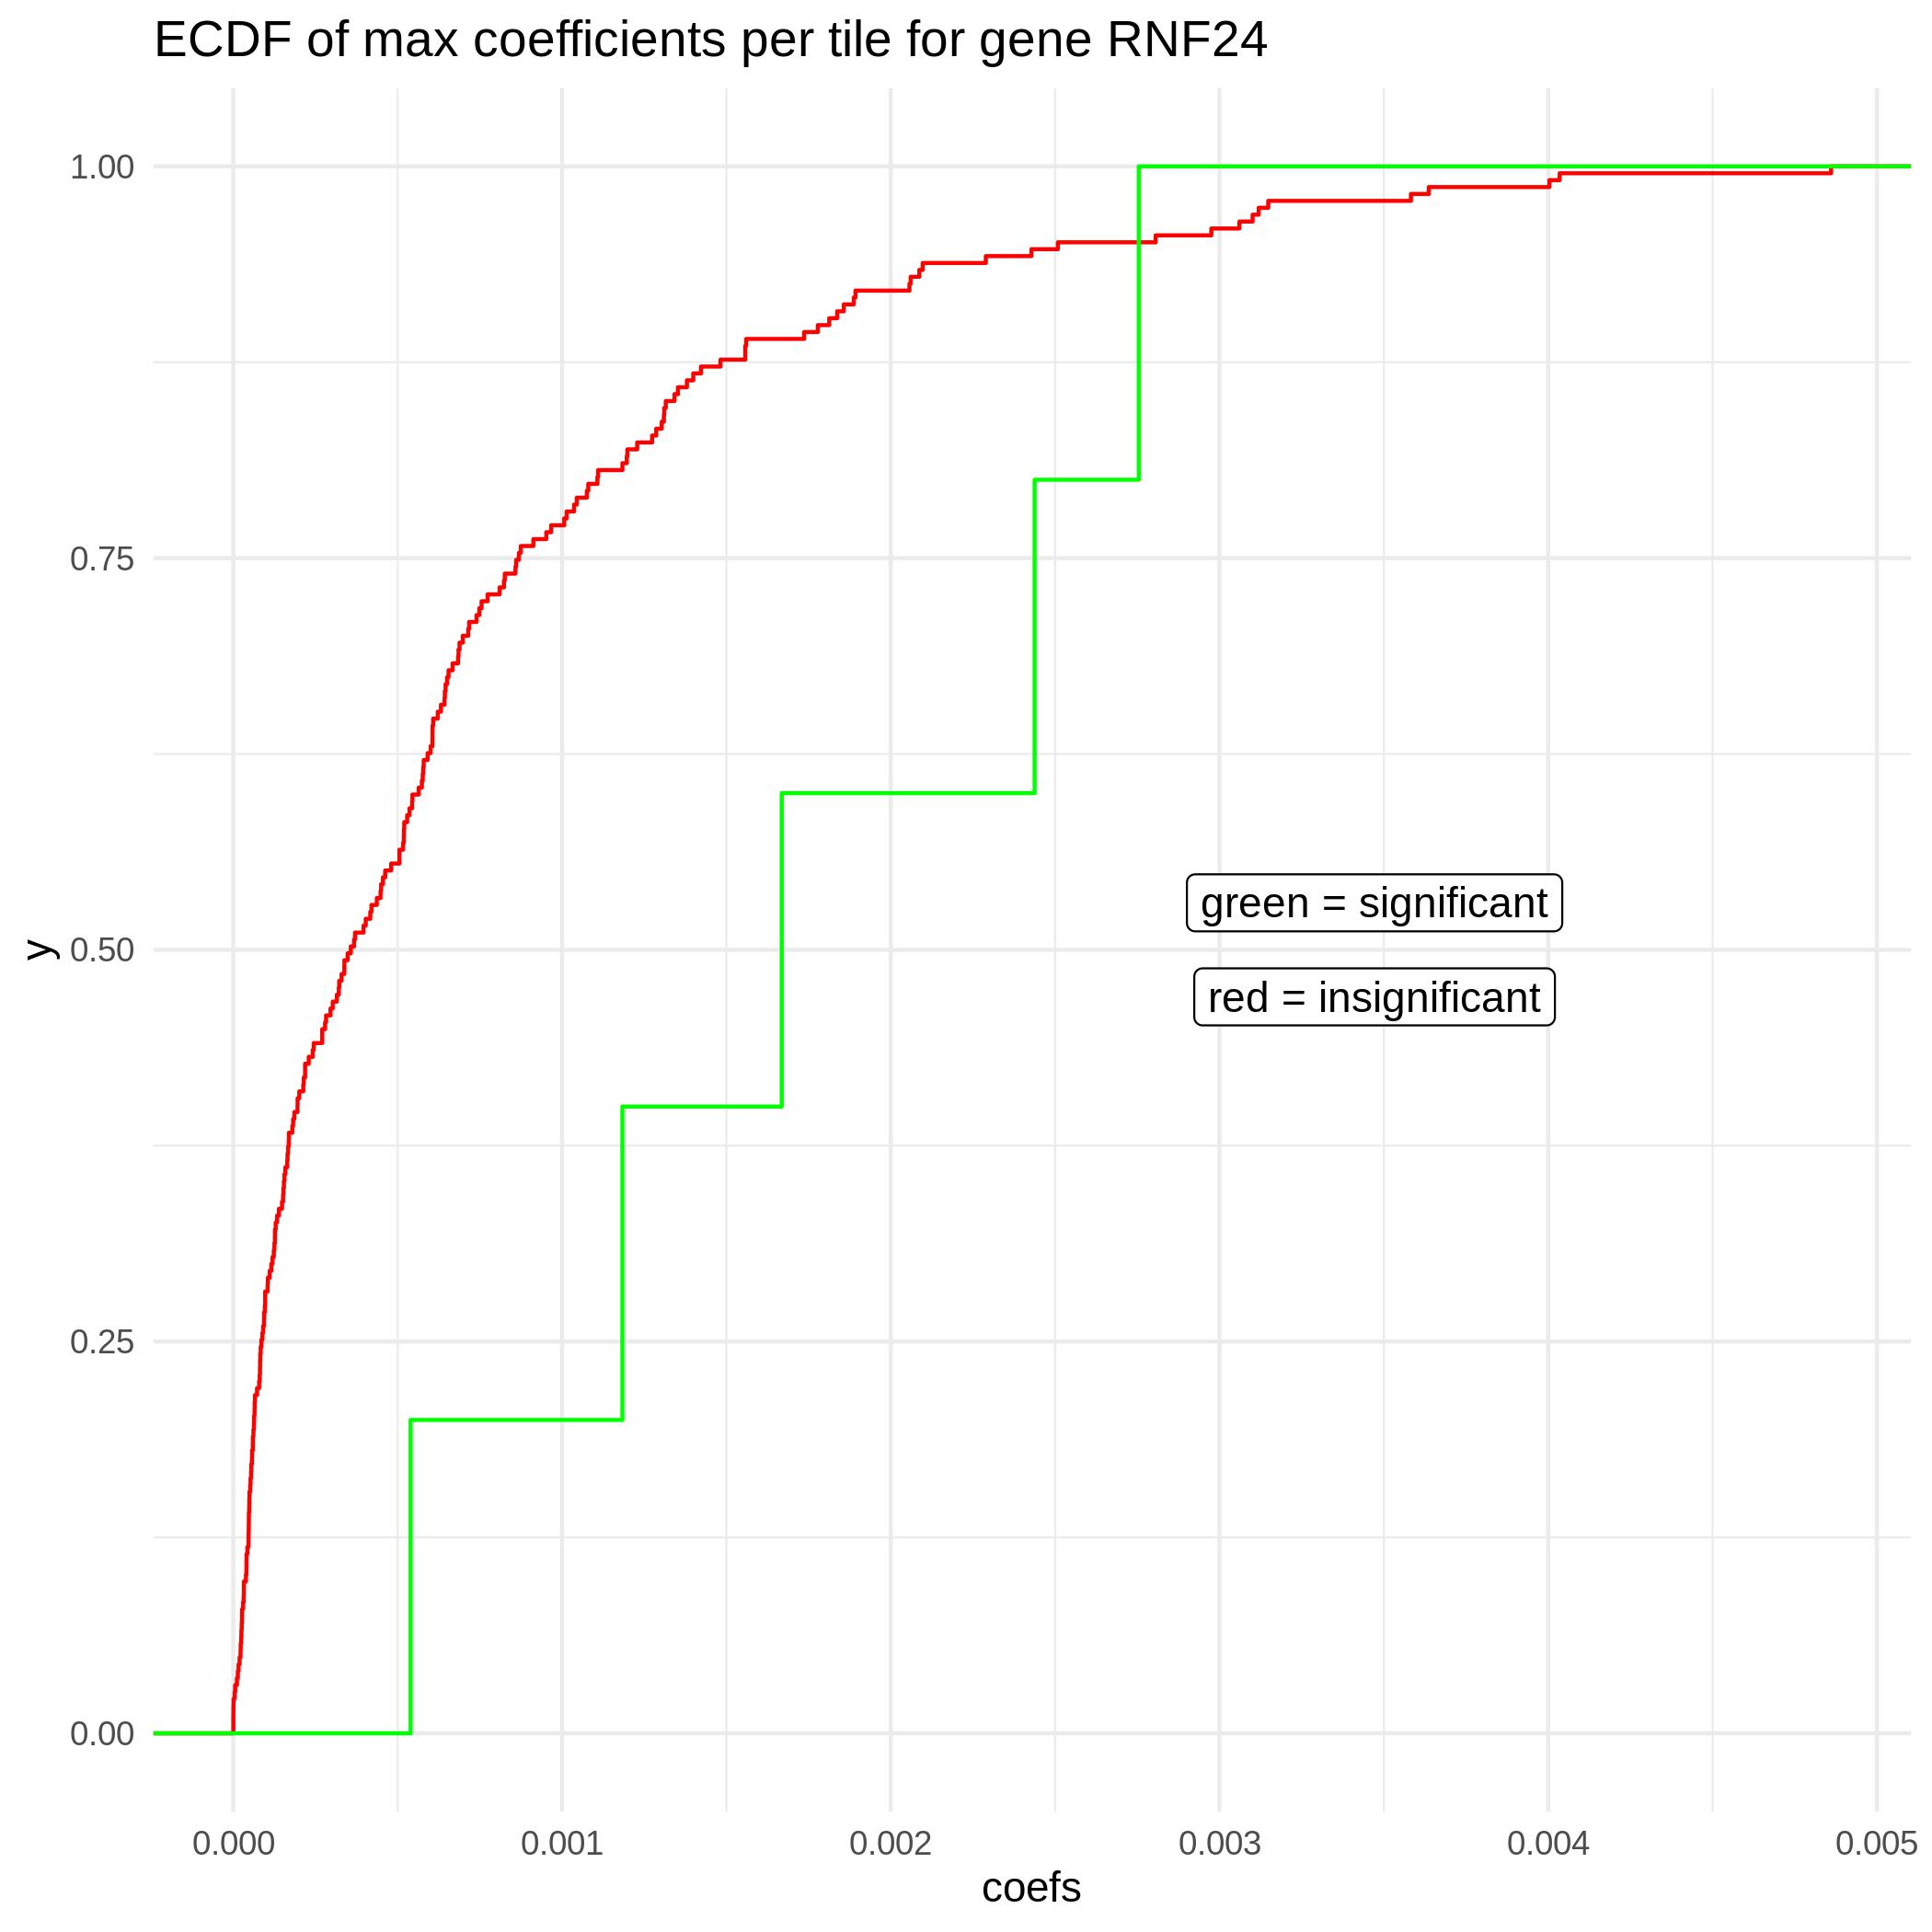 ECDF of max coefficients per tile for gene RNF24
1.00
0.75
0.50
0.25
0.00
y
green = significant
red = insignificant
0.000 0.001 0.002 0.003 0.004 0.005
coefs